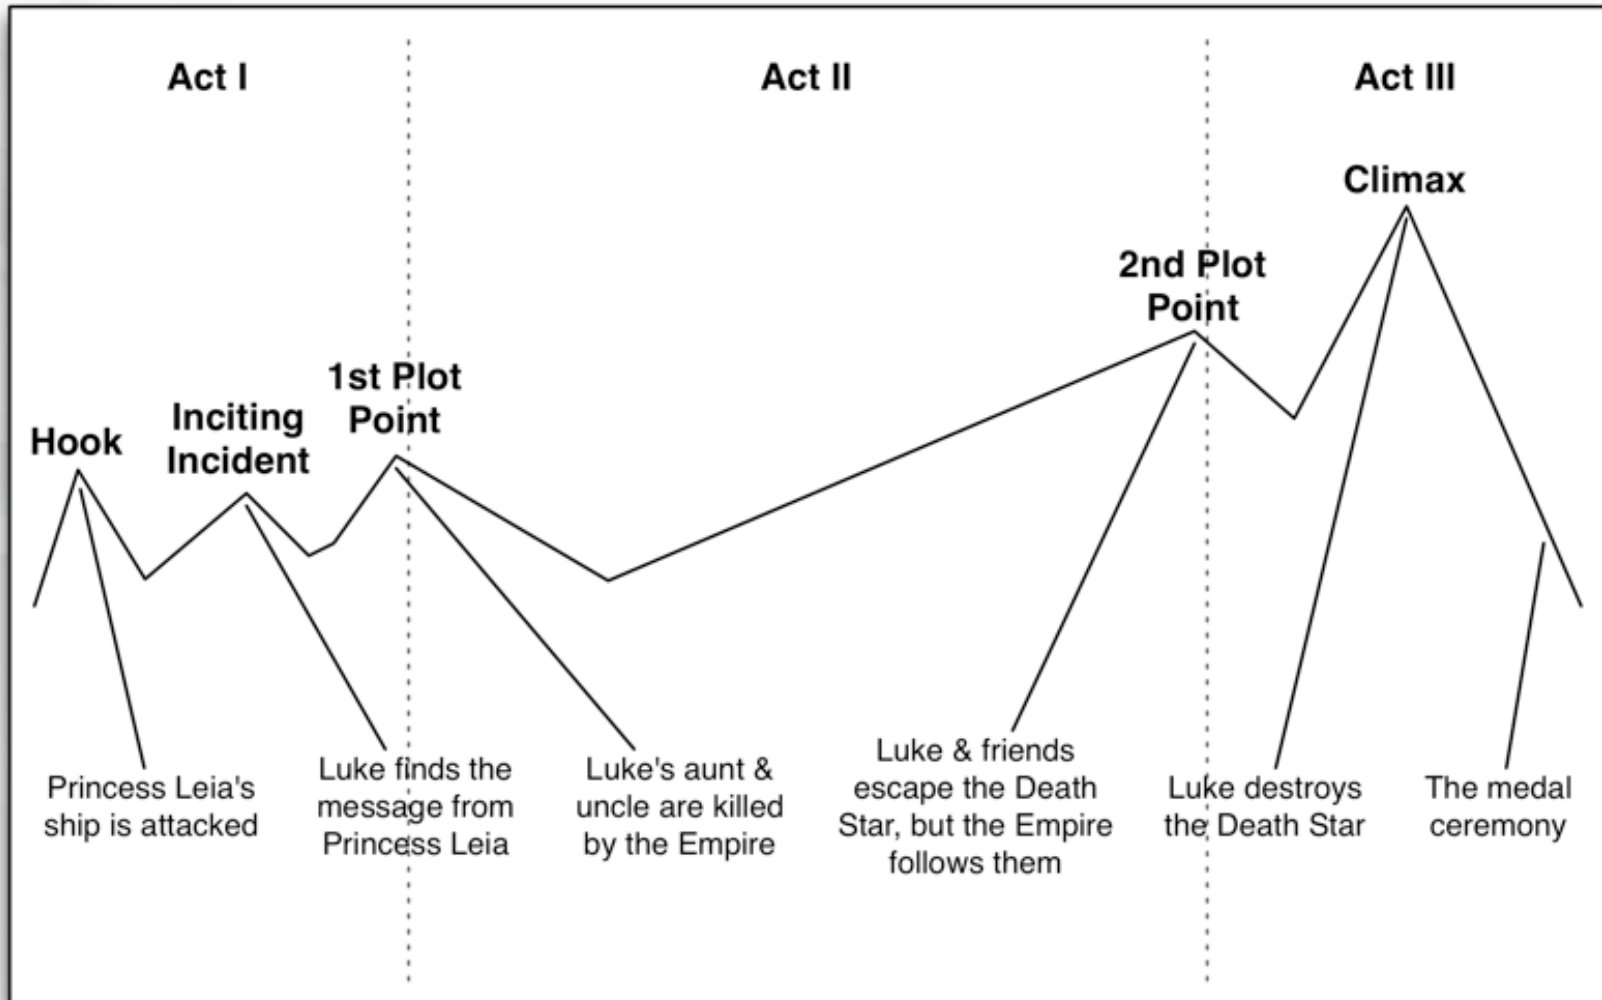 Act I
Act II
Act III
Climax
2nd Plot
Point
1st Plot
Point
Inciting
Incident
Hook
Princess Leia's
ship is attacked
Luke finds the
message from
Princess Leia
Luke's aunt &
uncle are killed
by the Empire
Luke & friends
escape the Death
Star, but the Empire
follows them
Luke destroys
the Death Star
The medal
ceremony